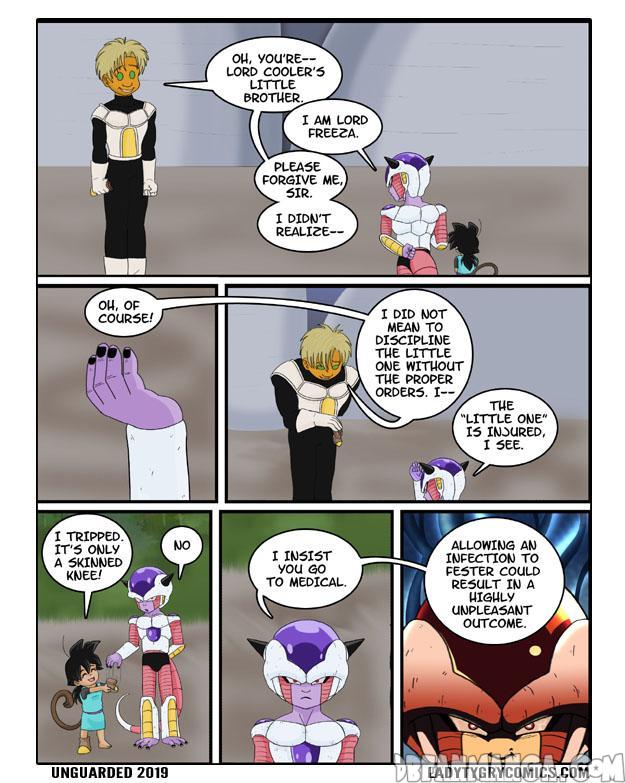 OH, YOU'RE--
LORD COOLER'S
LITTLE
BROTHER.
I AM LORD
FREEZA.
PLEASE
FORGIVE ME,
SIR.
I DIDN'T
REALIZE--
OH, OF
COURSE!
I DID NOT
MEAN TO
DISCIPLINE
THE LITTLE
ONE WITHOUT
THE PROPER
ORDERS. I--
THE
"LITTLE ONE"
IS INJURED,
I SEE.
I TRIPPED.
IT'S ONLY
A SKINNED
KNEE!
NO
I INSIST
YOU GO
TO MEDICAL.
ALLOWING AN
INFECTION TO
FESTER COULD
RESULT IN A
HIGHLY
UNPLEASANT
OUTCOME.
DBFANMANGA.COM
UNGUARDED 2019
LADYTYGRYCOMICS.COM